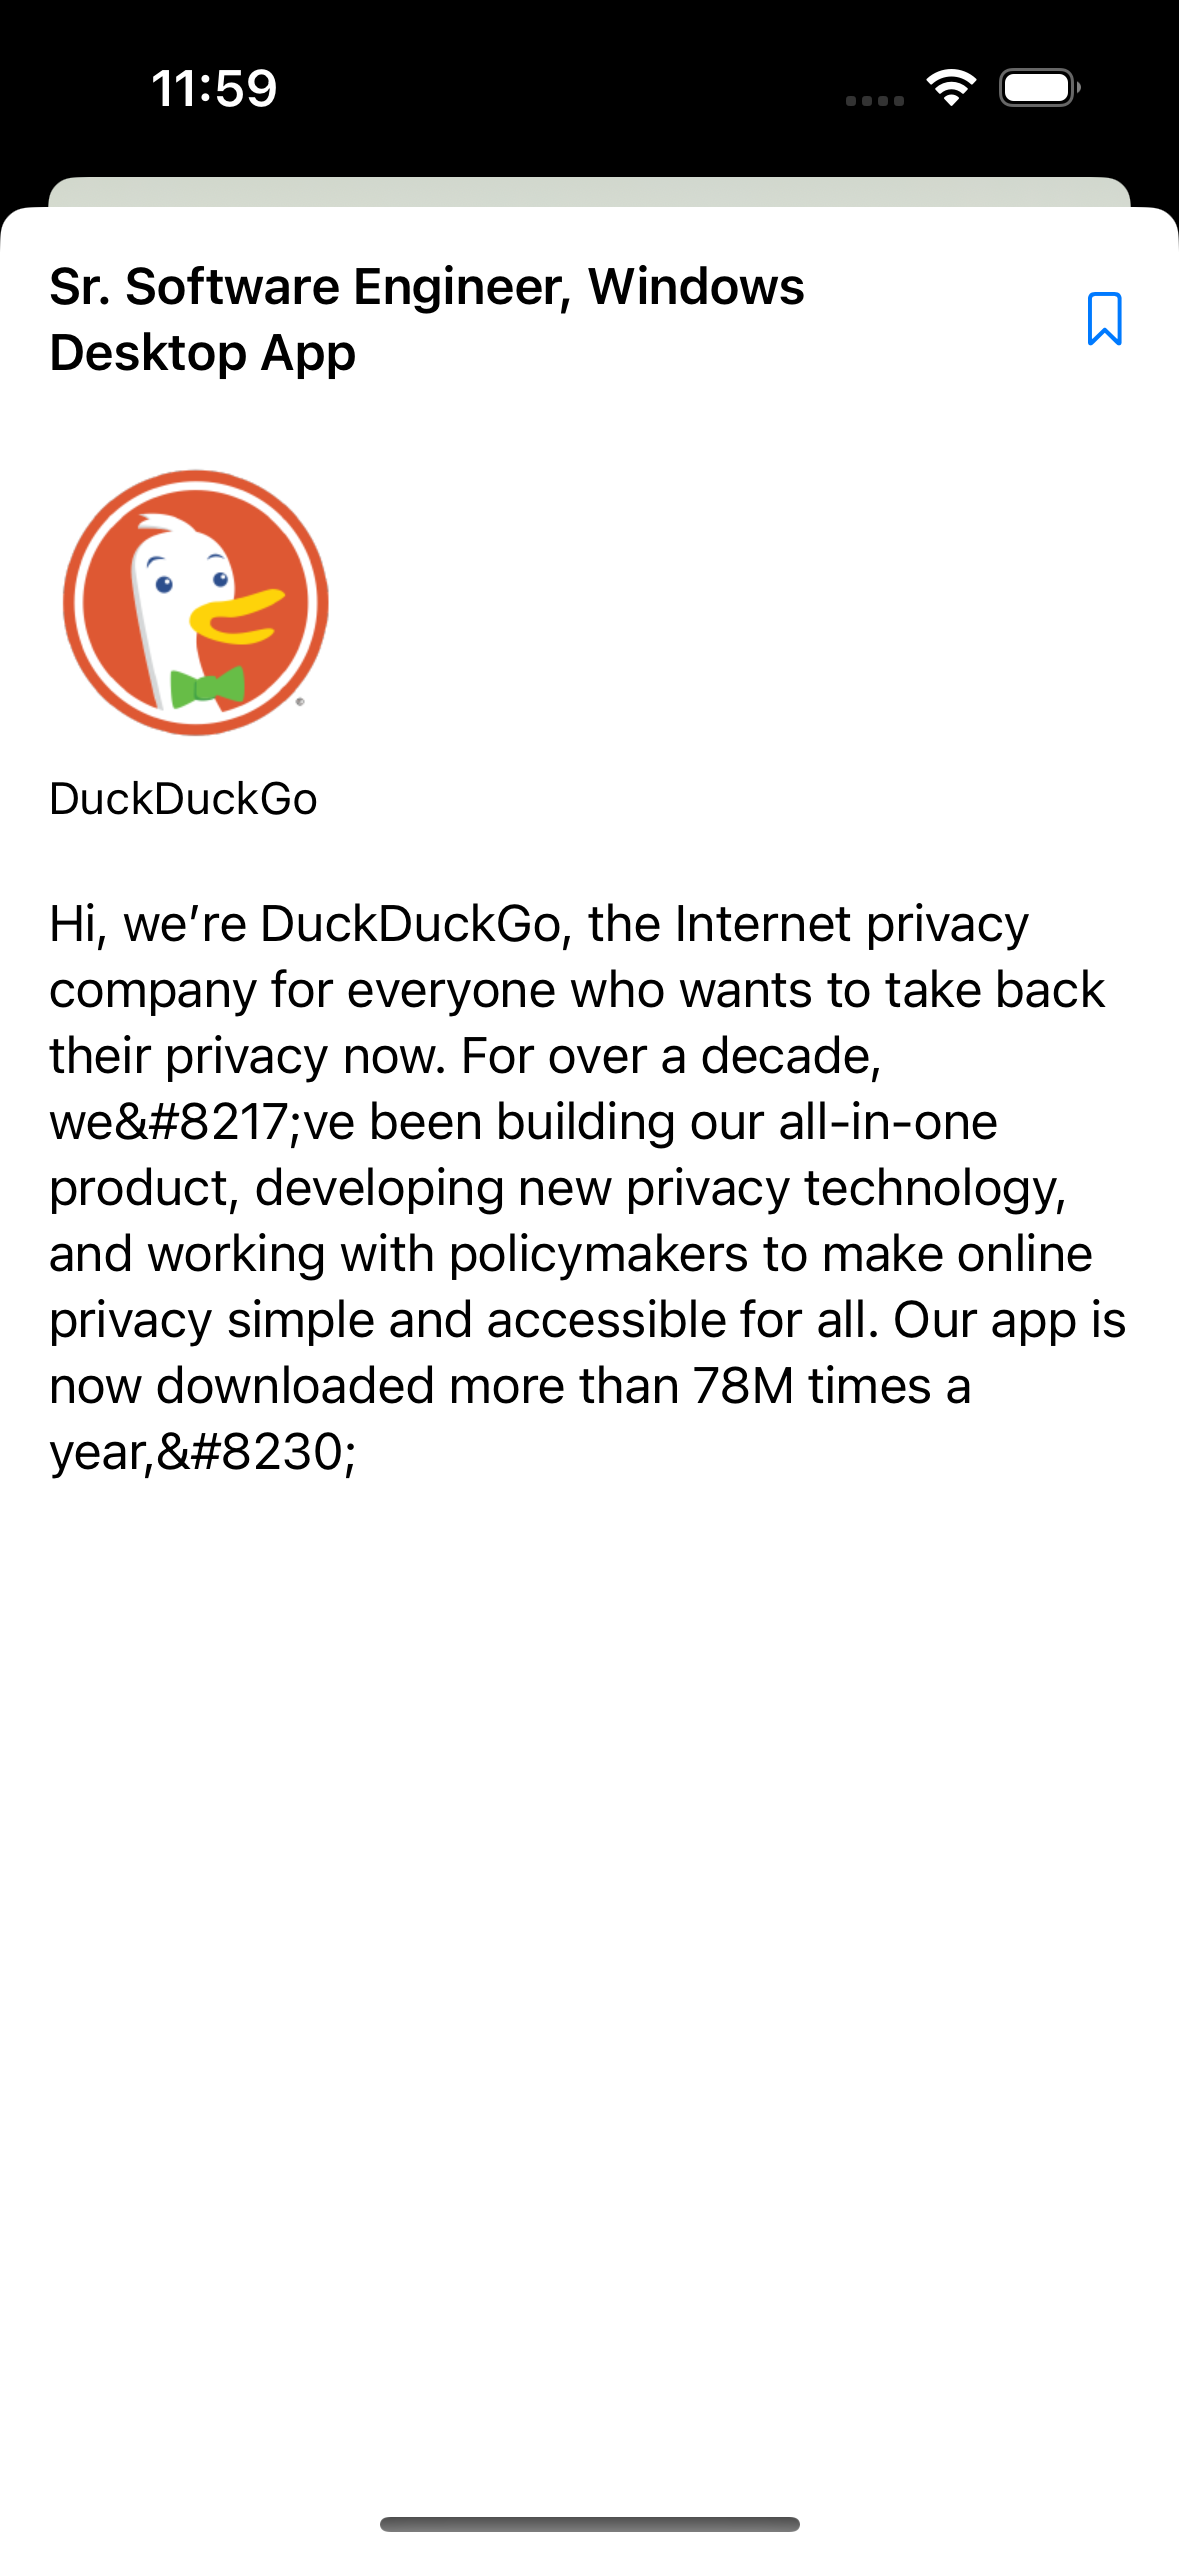 11:59
Sr. Software Engineer, Windows
Desktop App
DuckDuckGo
Hi, we’re DuckDuckGo, the Internet privacy
company for everyone who wants to take back
their privacy now. For over a decade,
we&#8217;ve been building our all-in-one
product, developing new privacy technology,
and working with policymakers to make online
privacy simple and accessible for all. Our app is
now downloaded more than 78M times a
year,&#8230;